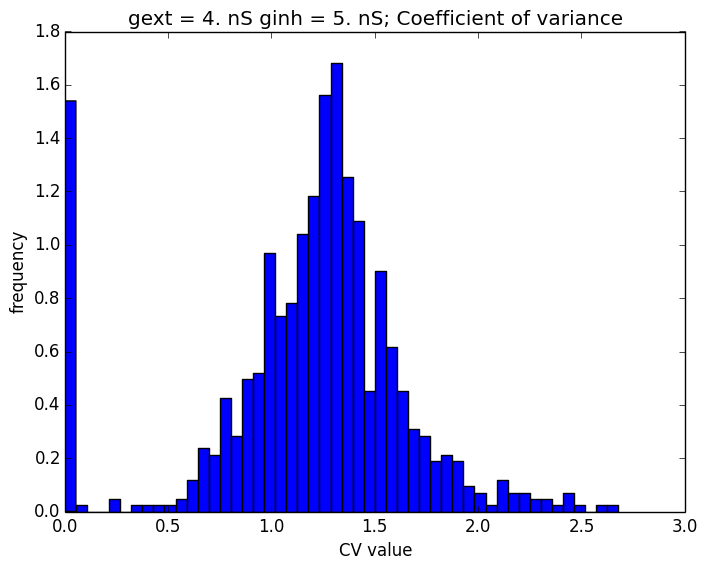 gext = 4. nS ginh = 5. nS; Coefficient of variance
1.8
1.6
1.4
1.2
1.0
0.8
0.6
0.4
0.2
0.0
frequency
0.0 0.5 1.0 1.5 2.0 2.5 3.0
CV value